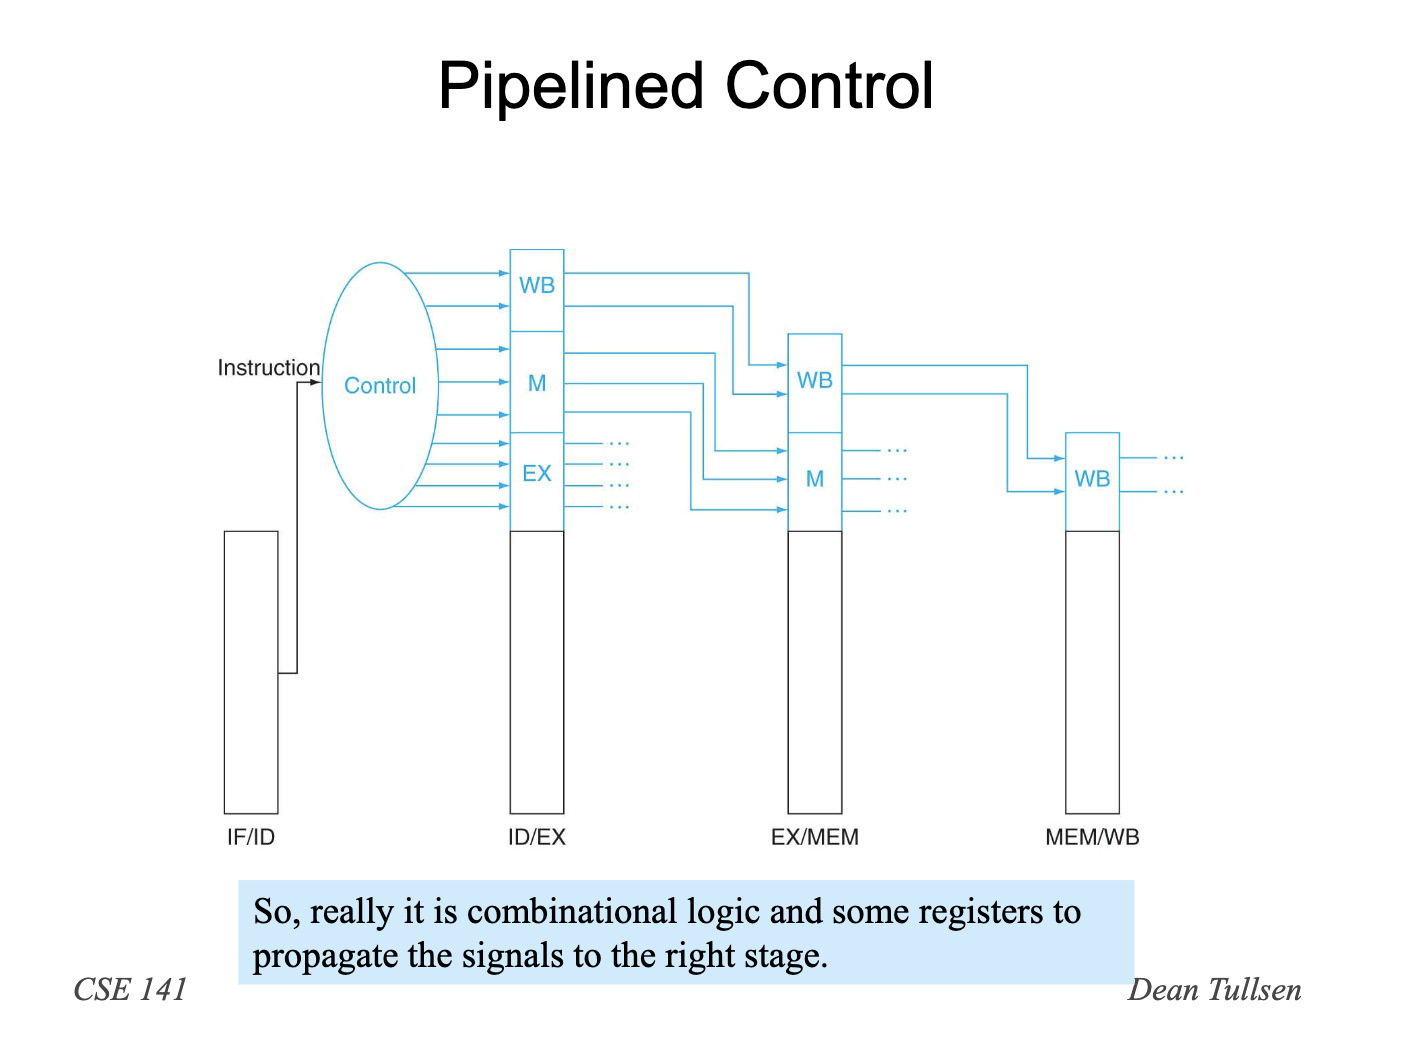 Pipelined Control
Instruction
Control
WB
M
EX
...
...
...
...
WB
M
...
...
...
WB
...
...
IF/ID
ID/EX
EX/MEM
MEM/WB
So, really it is combinational logic and some registers to
propagate the signals to the right stage.
CSE 141
Dean Tullsen